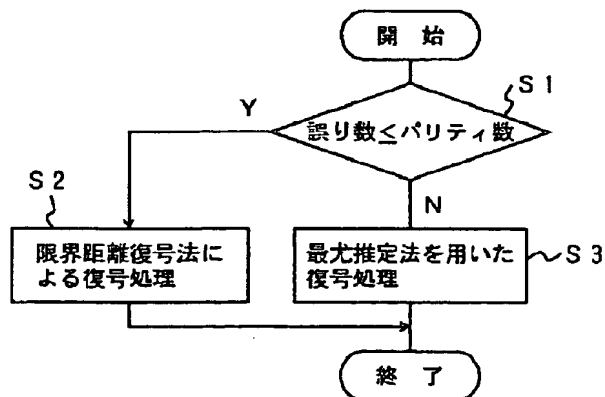 開 始
S1
Y
誤り数≦パリティ数
S2
N
限界距離復号法に
よる復号処理
最尤推定法を用いた
復号処理
S3
終 了